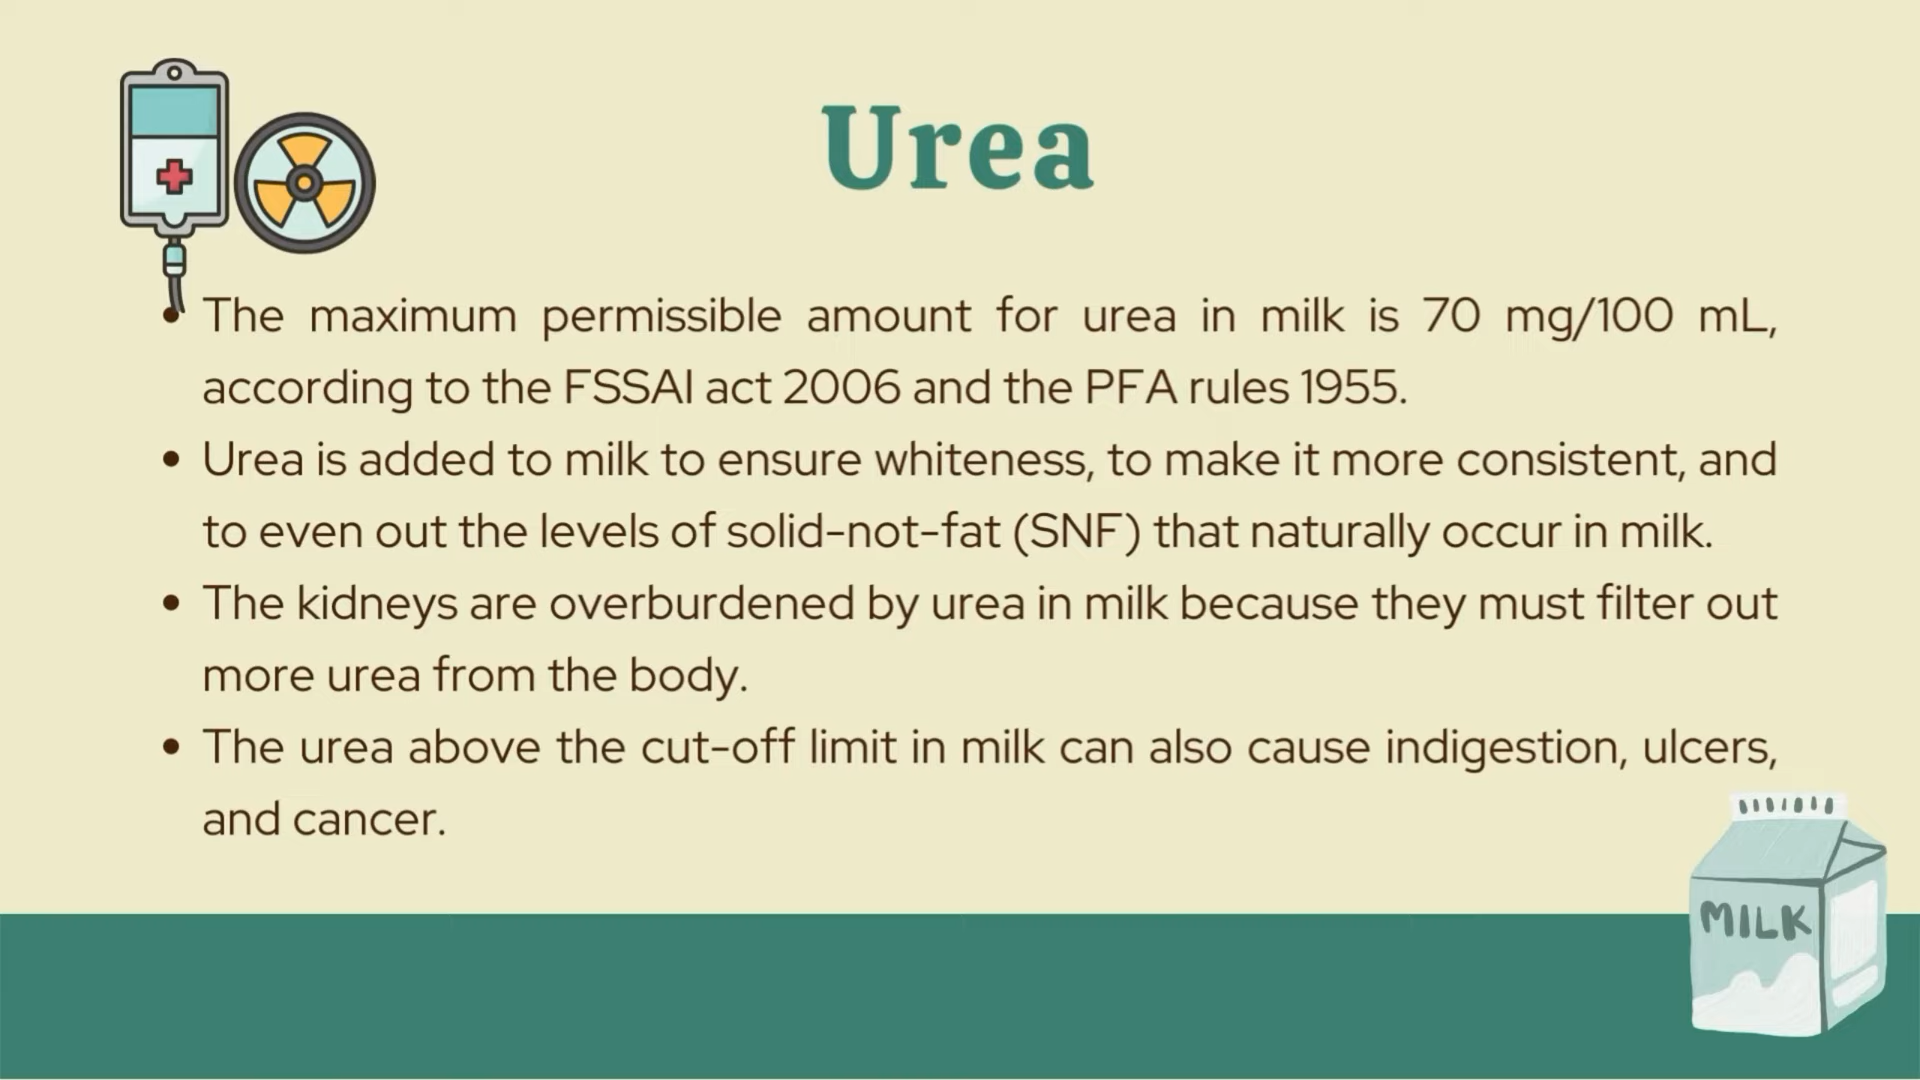 Urea
• The maximum permissible amount for urea in milk is 70 mg/100 mL,
according to the FSSAI act 2006 and the PFA rules 1955.
• Urea is added to milk to ensure whiteness, to make it more consistent, and
to even out the levels of solid-not-fat (SNF) that naturally occur in milk.
• The kidneys are overburdened by urea in milk because they must filter out
more urea from the body.
• The urea above the cut-off limit in milk can also cause indigestion, ulcers,
and cancer.
MILK